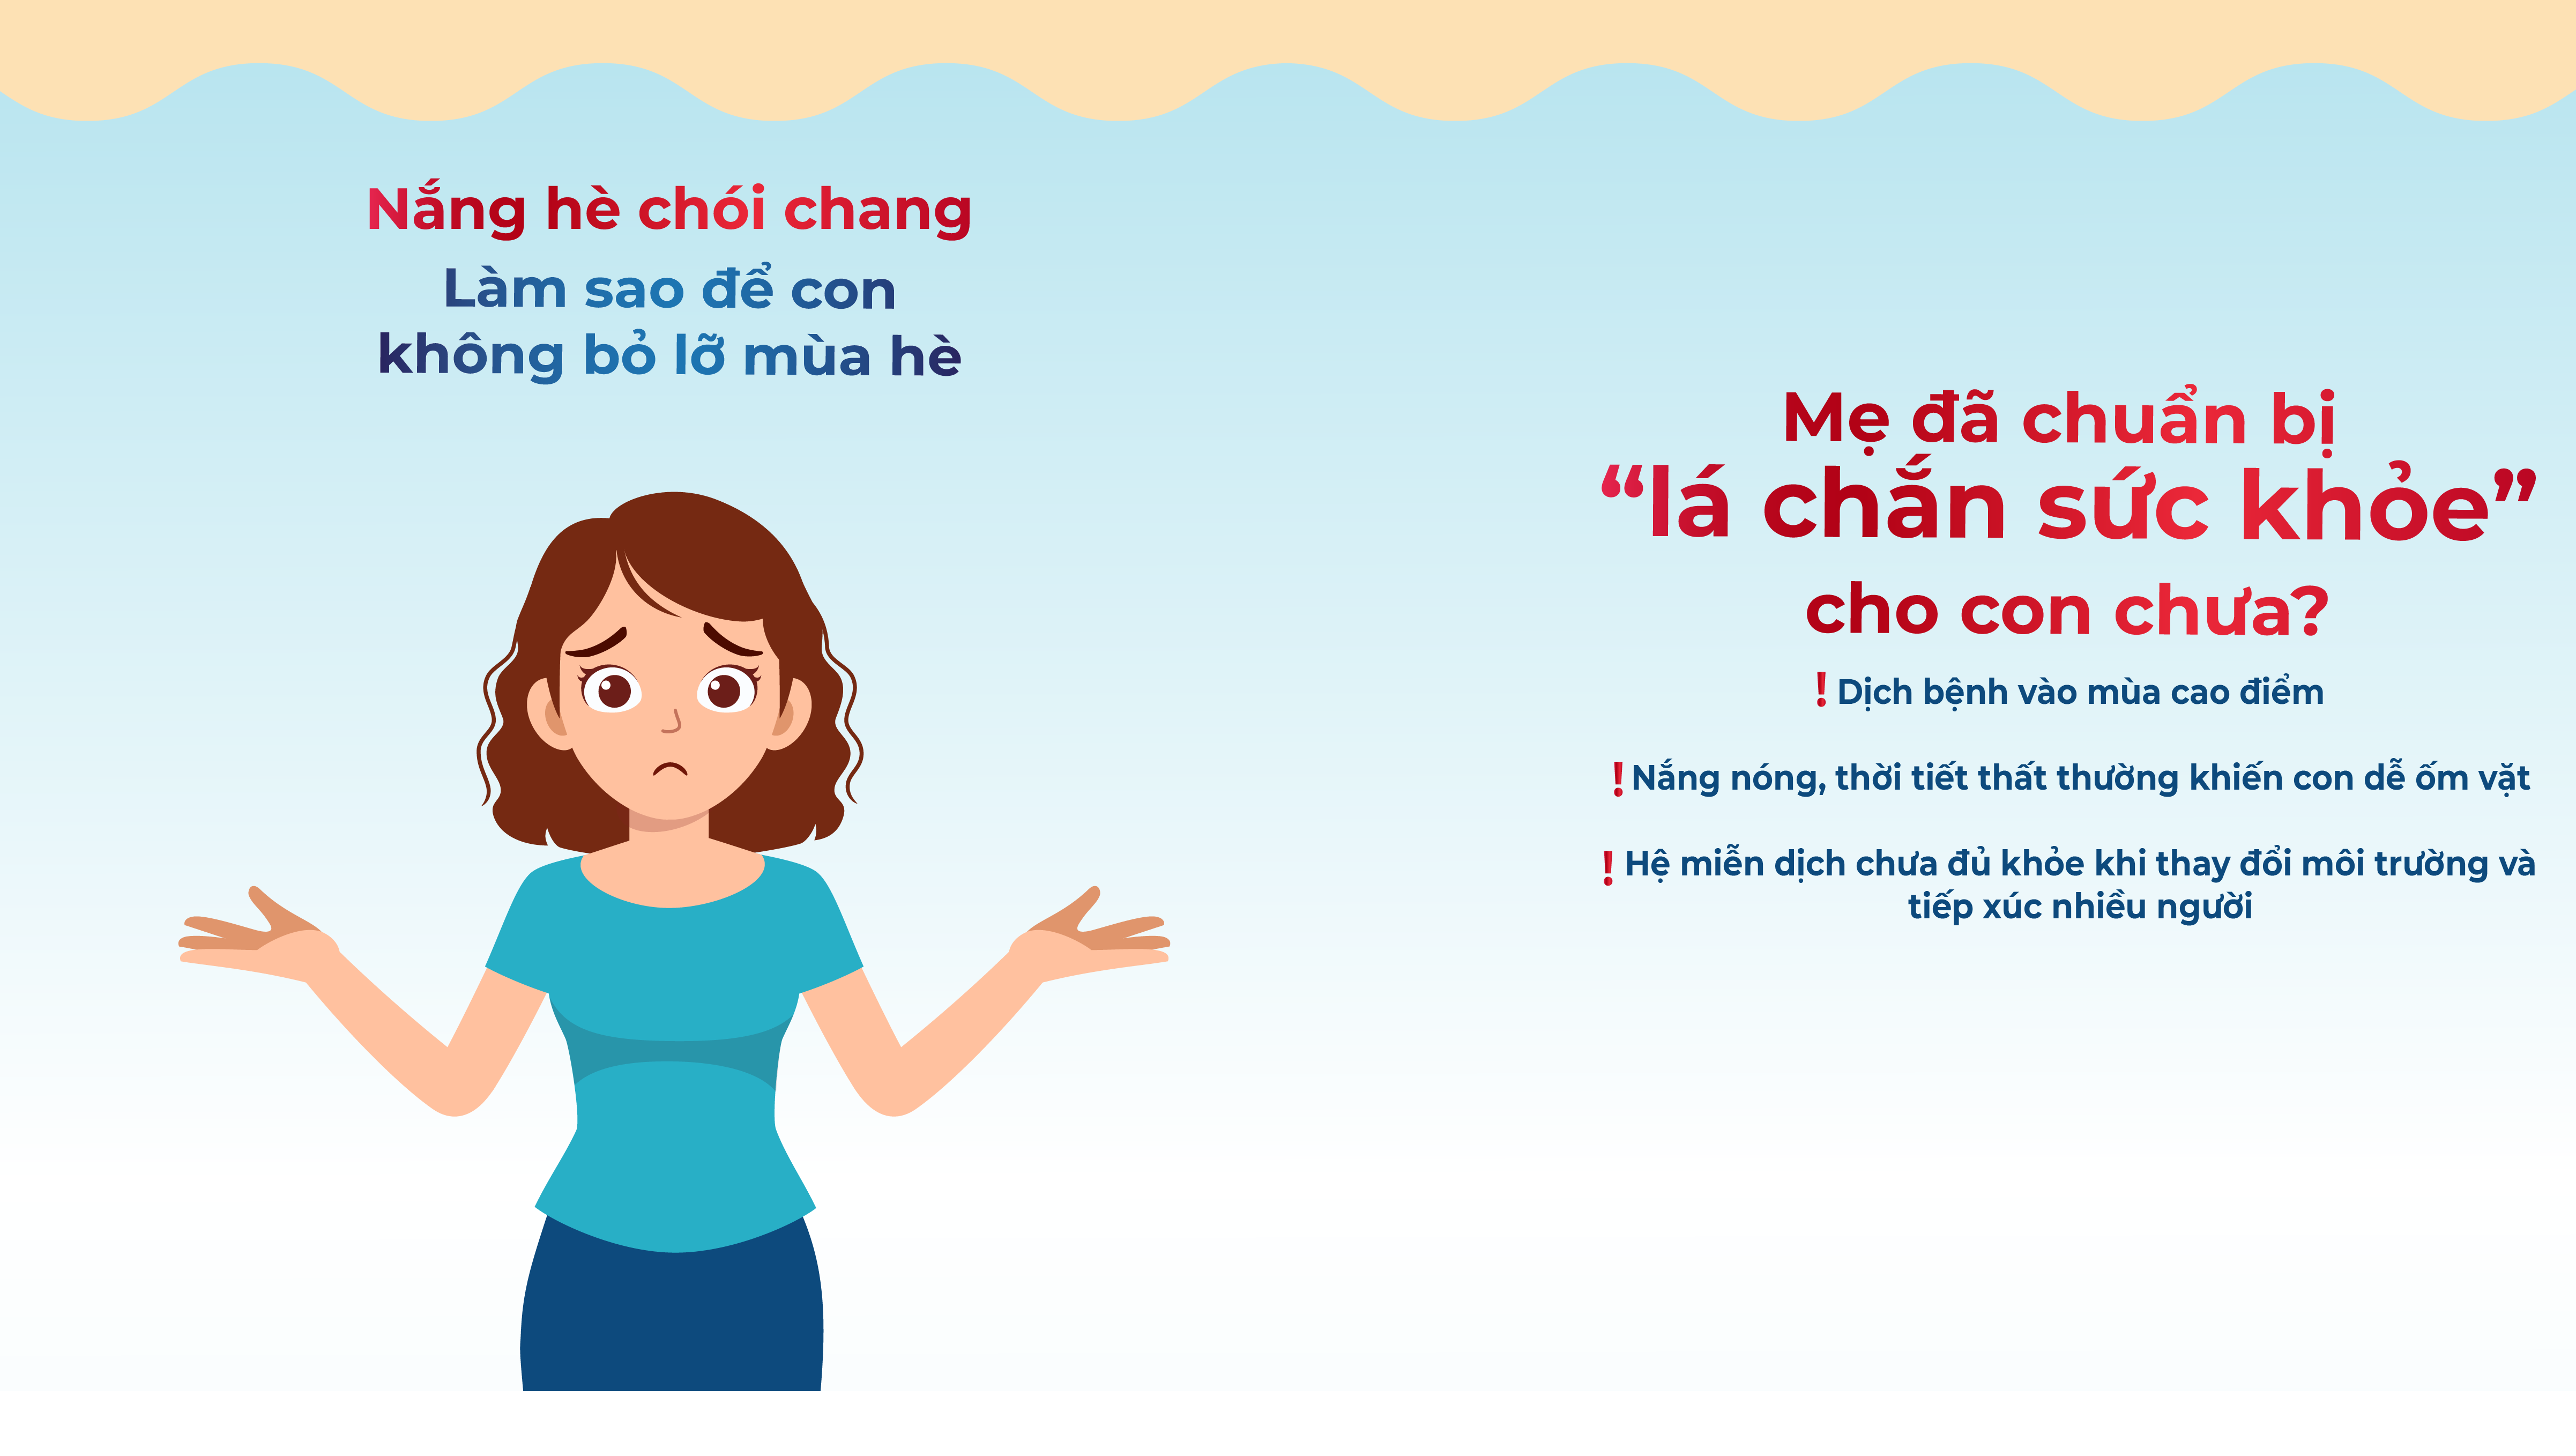 Nắng hè chói chang
Làm sao để con
không bỏ lỡ mùa hè
Mẹ đã chuẩn bị
“lá chắn sức khỏe”
cho con chưa?
❗Dịch bệnh vào mùa cao điểm
❗Nắng nóng, thời tiết thất thường khiến con dễ ốm vặt
❗Hệ miễn dịch chưa đủ khỏe khi thay đổi môi trường và
tiếp xúc nhiều người